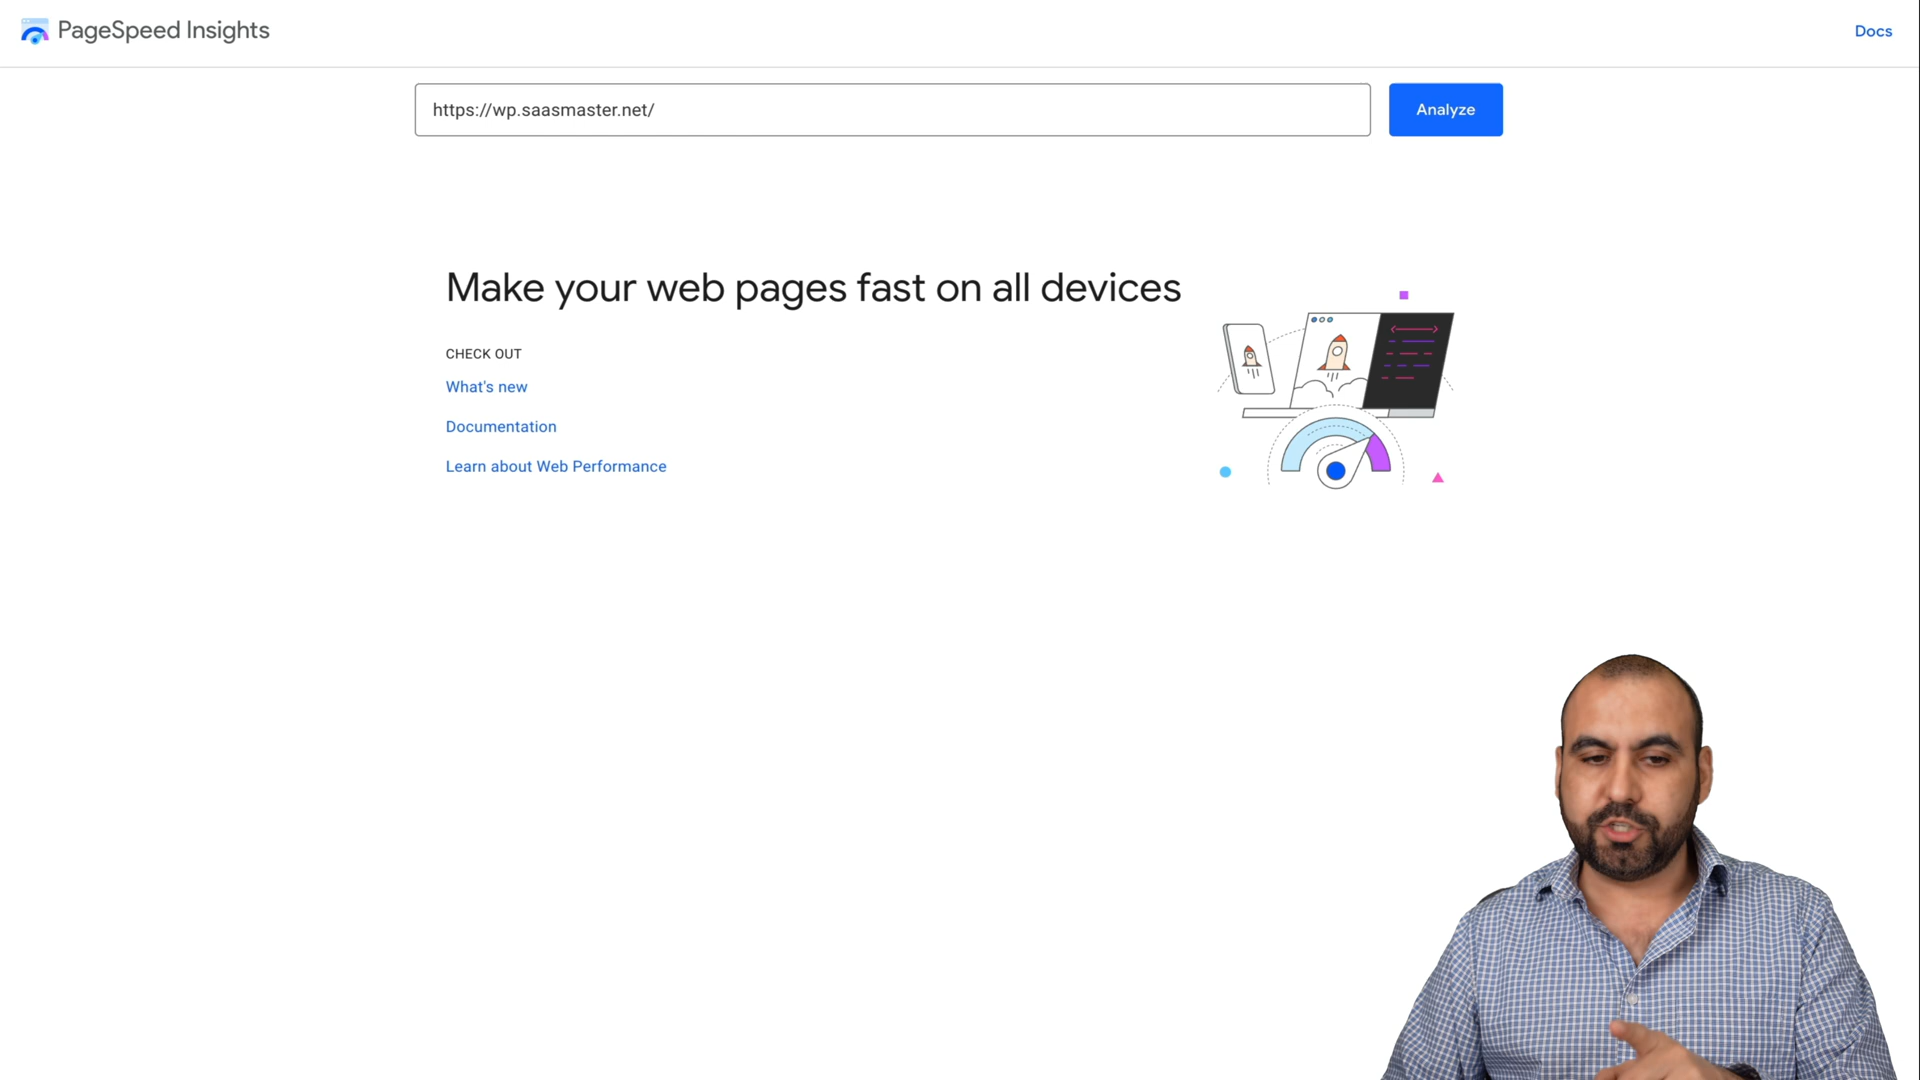 PageSpeed Insights
Docs
https://wp.saasmaster.net/
Analyze
Make your web pages fast on all devices
CHECK OUT
What's new
Documentation
Learn about Web Performance